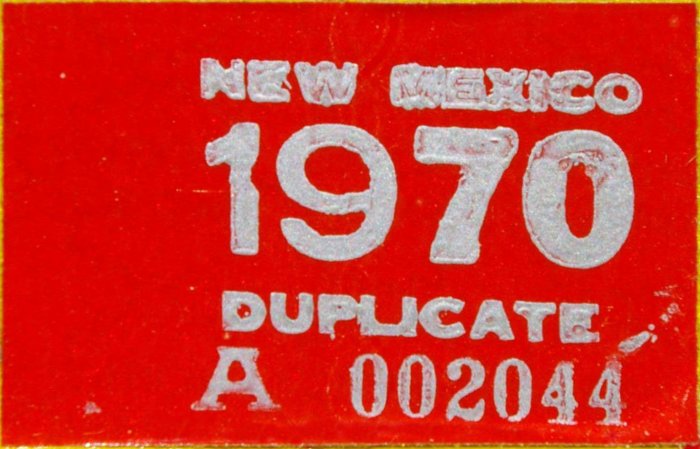 NEW MEXICO
1970
DUPLICATE
A 002044